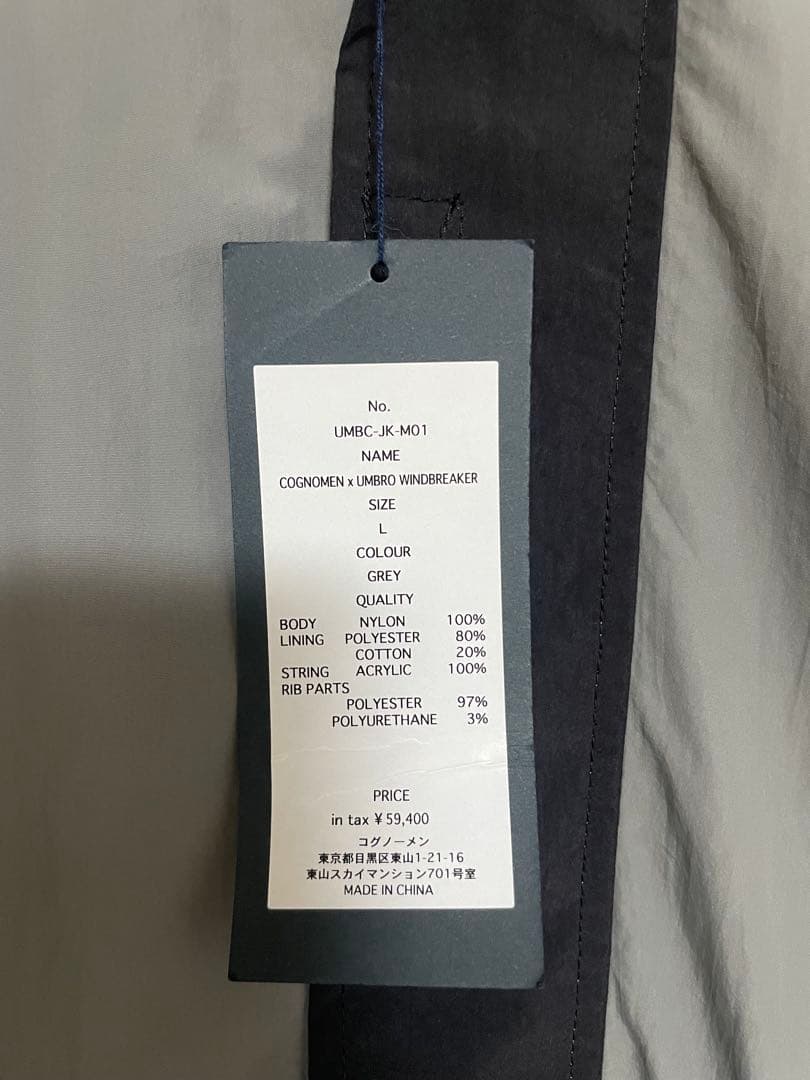 No.
UMBC-JK-M01
NAME
COGNOMEN x UMBRO WINDBREAKER
SIZE
L
COLOUR
GREY
QUALITY
BODY NYLON 100%
LINING POLYESTER 80%
COTTON 20%
STRING ACRYLIC 100%
RIB PARTS
POLYESTER 97%
POLYURETHANE 3%
PRICE
in tax ¥59,400
コグノーメン
東京都目黒区東山1-21-16
東山スカイマンション701号室
MADE IN CHINA